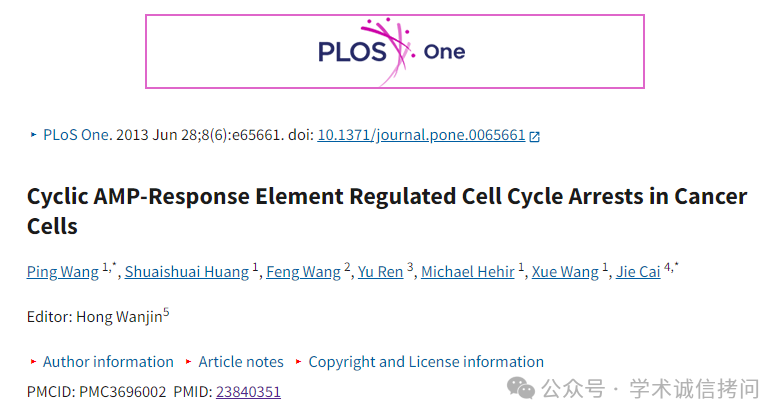 PLOS One
PLoS One. 2013 Jun 28;8(6):e65661. doi: 10.1371/journal.pone.0065661
Cyclic AMP-Response Element Regulated Cell Cycle Arrests in Cancer
Cells
Ping Wang 1,*, Shuaishuai Huang 1, Feng Wang 2, Yu Ren 3, Michael Hehir 1, Xue Wang 1, Jie Cai 4,*
Editor: Hong Wanjin5
Author information Article notes Copyright and License information
PMCID: PMC3696002 PMID: 23840351
公众号 · 学术诚信拷问